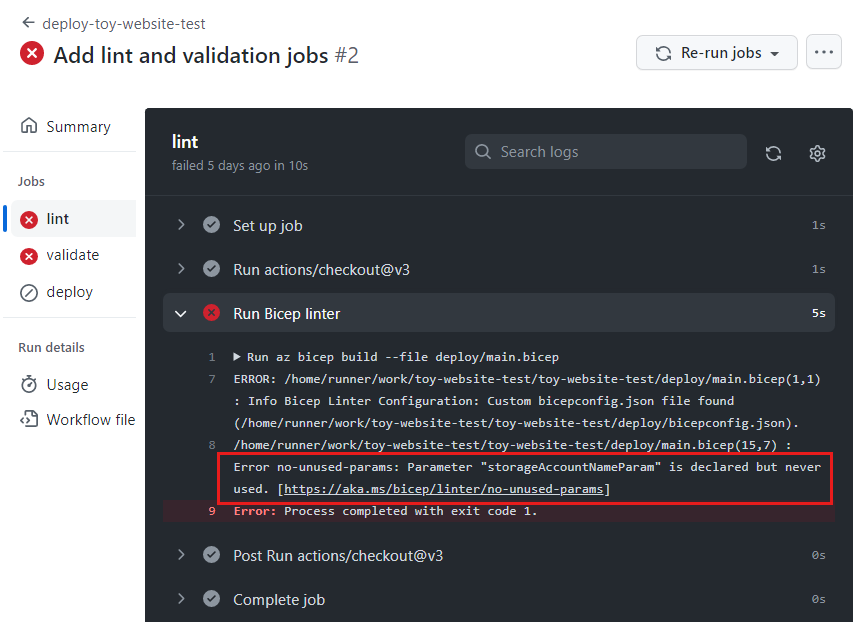 deploy-toy-website-test
Add lint and validation jobs #2
Re-run jobs
Summary
Jobs
lint
validate
deploy
Run details
Usage
Workflow file
lint
failed 5 days ago in 10s
Search logs
Set up job 1s
Run actions/checkout@v3 1s
Run Bicep linter 5s
1 Run az bicep build --file deploy/main.bicep
7 ERROR: /home/runner/work/toy-website-test/toy-website-test/deploy/main.bicep(1,1)
: Info Bicep Linter Configuration: Custom bicepconfig.json file found
(/home/runner/work/toy-website-test/toy-website-test/deploy/bicepconfig.json).
8 /home/runner/work/toy-website-test/toy-website-test/deploy/main.bicep(15,7) :
Error no-unused-params: Parameter "storageAccountNameParam" is declared but never
used. [https://aka.ms/bicep/linter/no-unused-params]
9 Error: Process completed with exit code 1.
Post Run actions/checkout@v3 0s
Complete job 0s